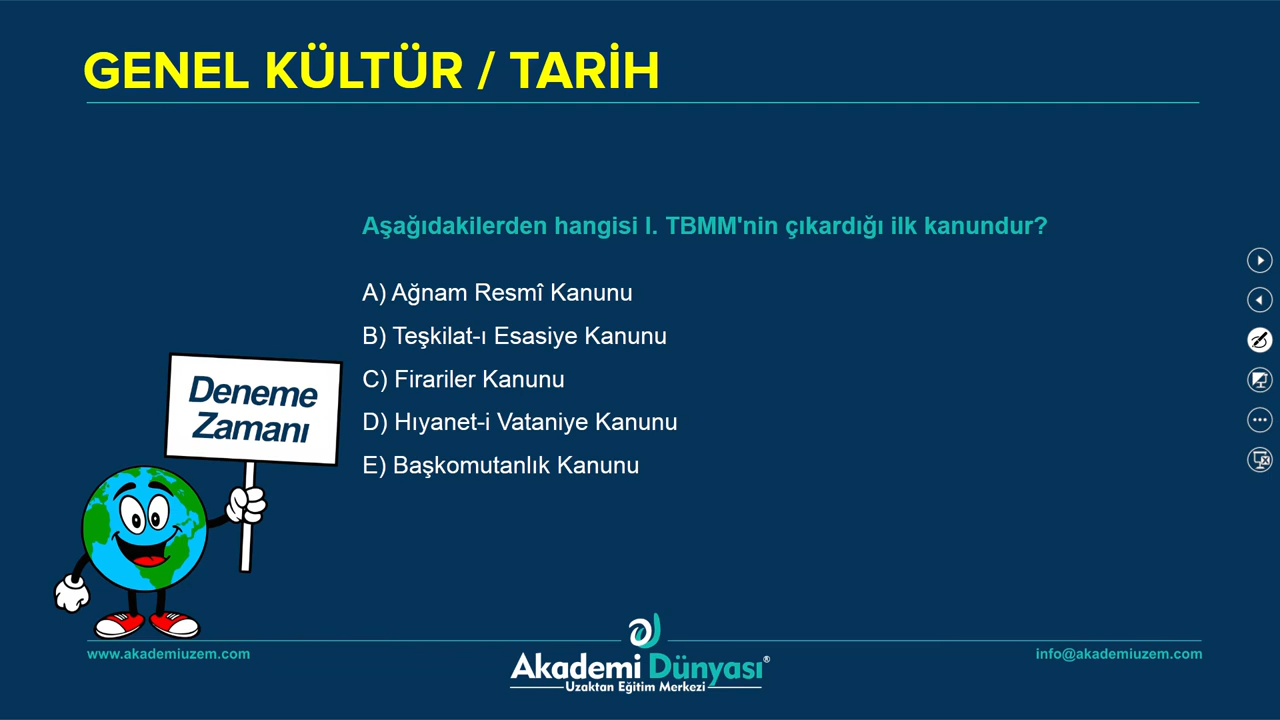 GENEL KÜLTÜR / TARİH
Aşağıdakilerden hangisi I. TBMM'nin çıkardığı ilk kanundur?
A) Ağnam Resmî Kanunu
B) Teşkilat-ı Esasiye Kanunu
C) Firariler Kanunu
D) Hıyanet-i Vataniye Kanunu
E) Başkomutanlık Kanunu
Deneme
Zamanı
www.akademiuzem.com
Akademi Dünyası®
Uzaktan Eğitim Merkezi
info@akademiuzem.com